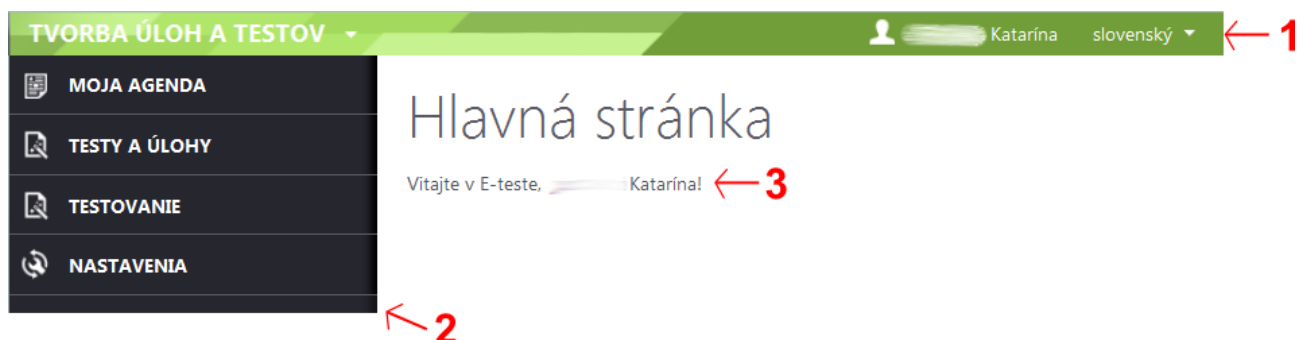 TVORBA ÚLOH A TESTOV
Katarína slovenský
1
MOJA AGENDA
TESTY A ÚLOHY
TESTOVANIE
NASTAVENIA
2
Hlavná stránka
Vitajte v E-teste, Katarína!
3